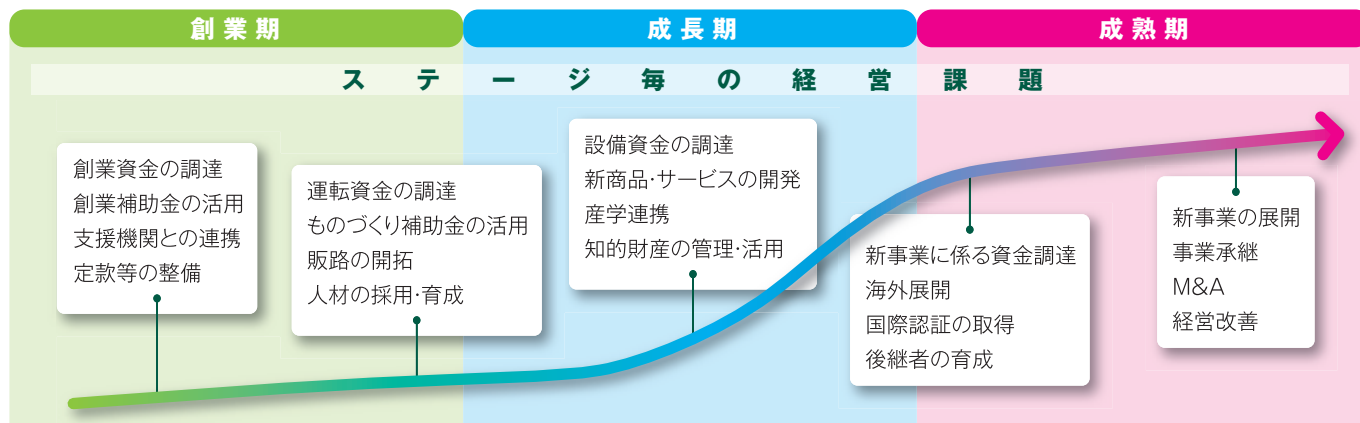 創業期
成長期
成熟期
ステージ毎の経営課題
創業資金の調達
創業補助金の活用
支援機関との連携
定款等の整備
運転資金の調達
ものづくり補助金の活用
販路の開拓
人材の採用・育成
設備資金の調達
新商品・サービスの開発
産学連携
知的財産の管理・活用
新事業に係る資金調達
海外展開
国際認証の取得
後継者の育成
新事業の展開
事業承継
M&A
経営改善